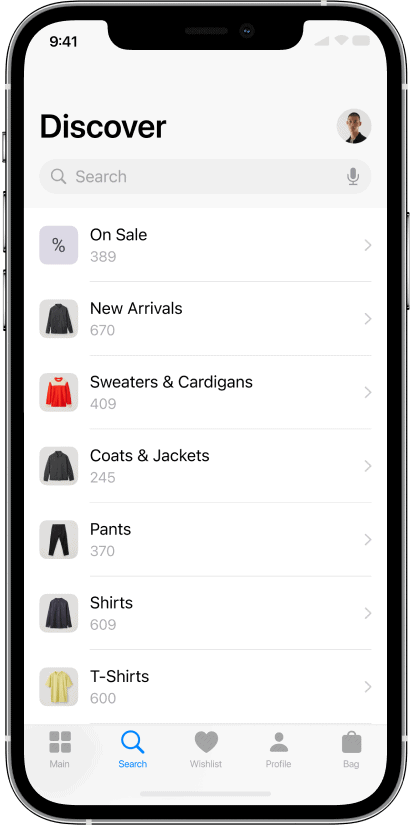 9:41
Discover
Search
%
On Sale
389
New Arrivals
670
Sweaters & Cardigans
409
Coats & Jackets
245
Pants
370
Shirts
609
T-Shirts
600
Main
Search
Wishlist
Profile
Bag